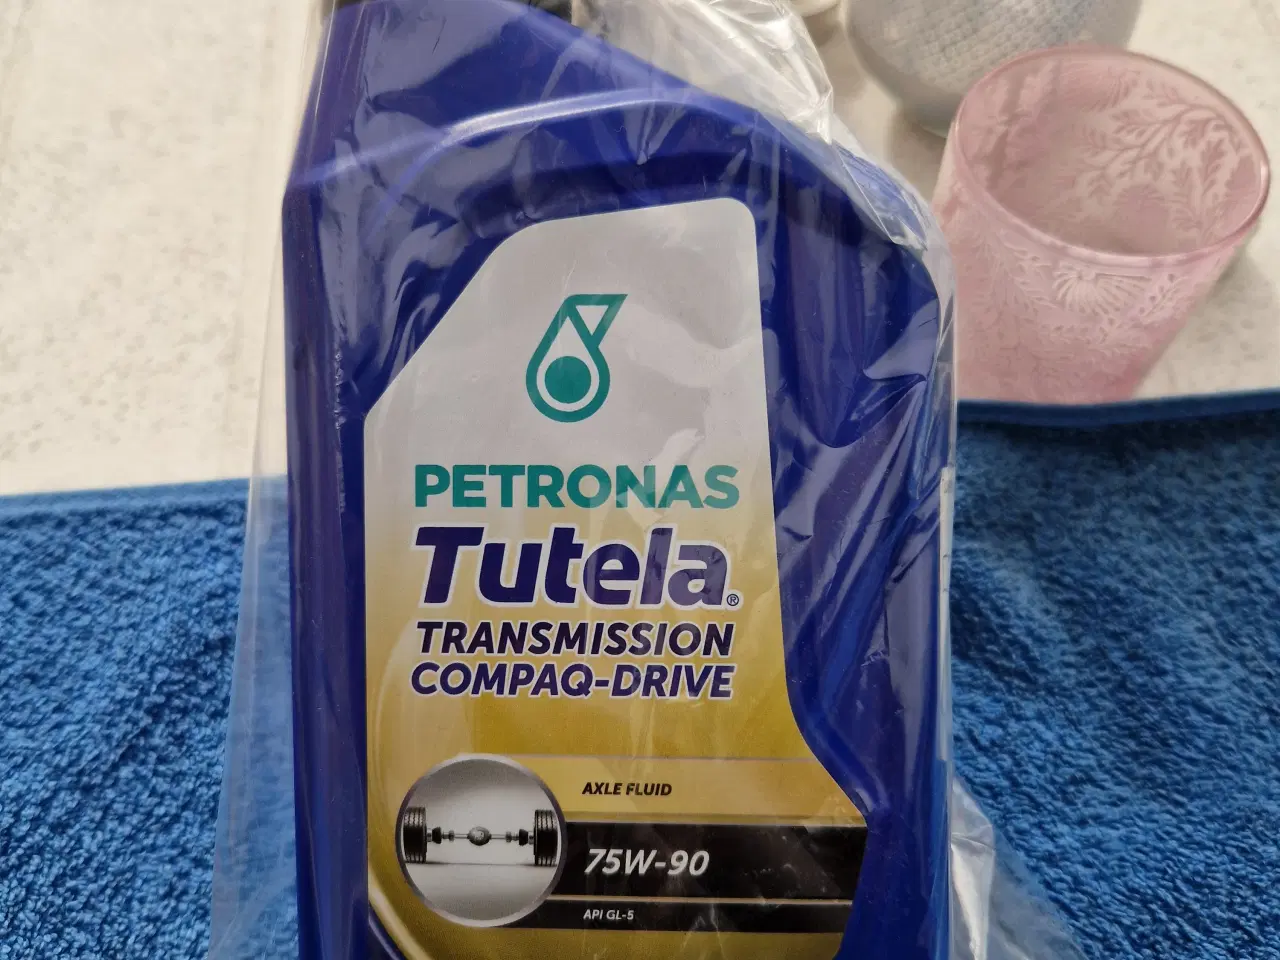 PETRONAS
Tutela®
TRANSMISSION
COMPAQ-DRIVE
AXLE FLUID
75W-90
API GL-5